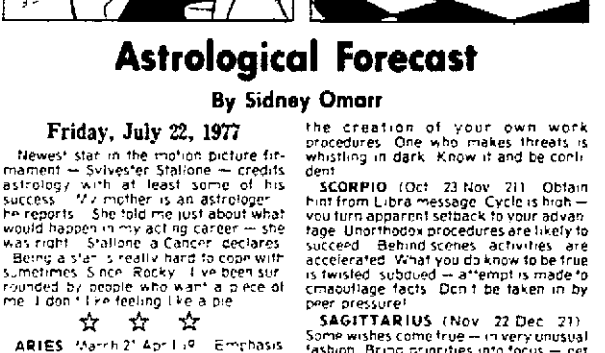 Astrological Forecast
By Sidney Omarr
Friday, July 22, 1977
Newest star in the motion picture fir-
mament — Sylvester Stallone — credits
astrology with at least some of his
success. "My mother is an astrologer,"
he reports. "She told me just about what
would happen in my acting career — she
was right." Stallone, a Cancer, declares:
"Being a star is really hard to cope with
sometimes. Since 'Rocky' I've been sur-
rounded by people who want a piece of
me. I don't like feeling like a pie."
ARIES (March 21-April 19): Emphasis
the creation of your own work
procedures. One who makes threats is
whistling in dark. Know it and be confi-
dent.
SCORPIO (Oct. 23-Nov. 21): Obtain
hint from Libra message. Cycle is high —
you turn apparent setback to your advan-
tage. Unorthodox procedures are likely to
succeed. Behind scenes activities are
accelerated. What you do know to be true
is twisted, subdued — attempt is made to
cmaouflage facts. Don't be taken in by
peer pressure!
SAGITTARIUS (Nov. 22-Dec. 21):
Some wishes come true — in very unusual
fashion. Bring priorities into focus — get